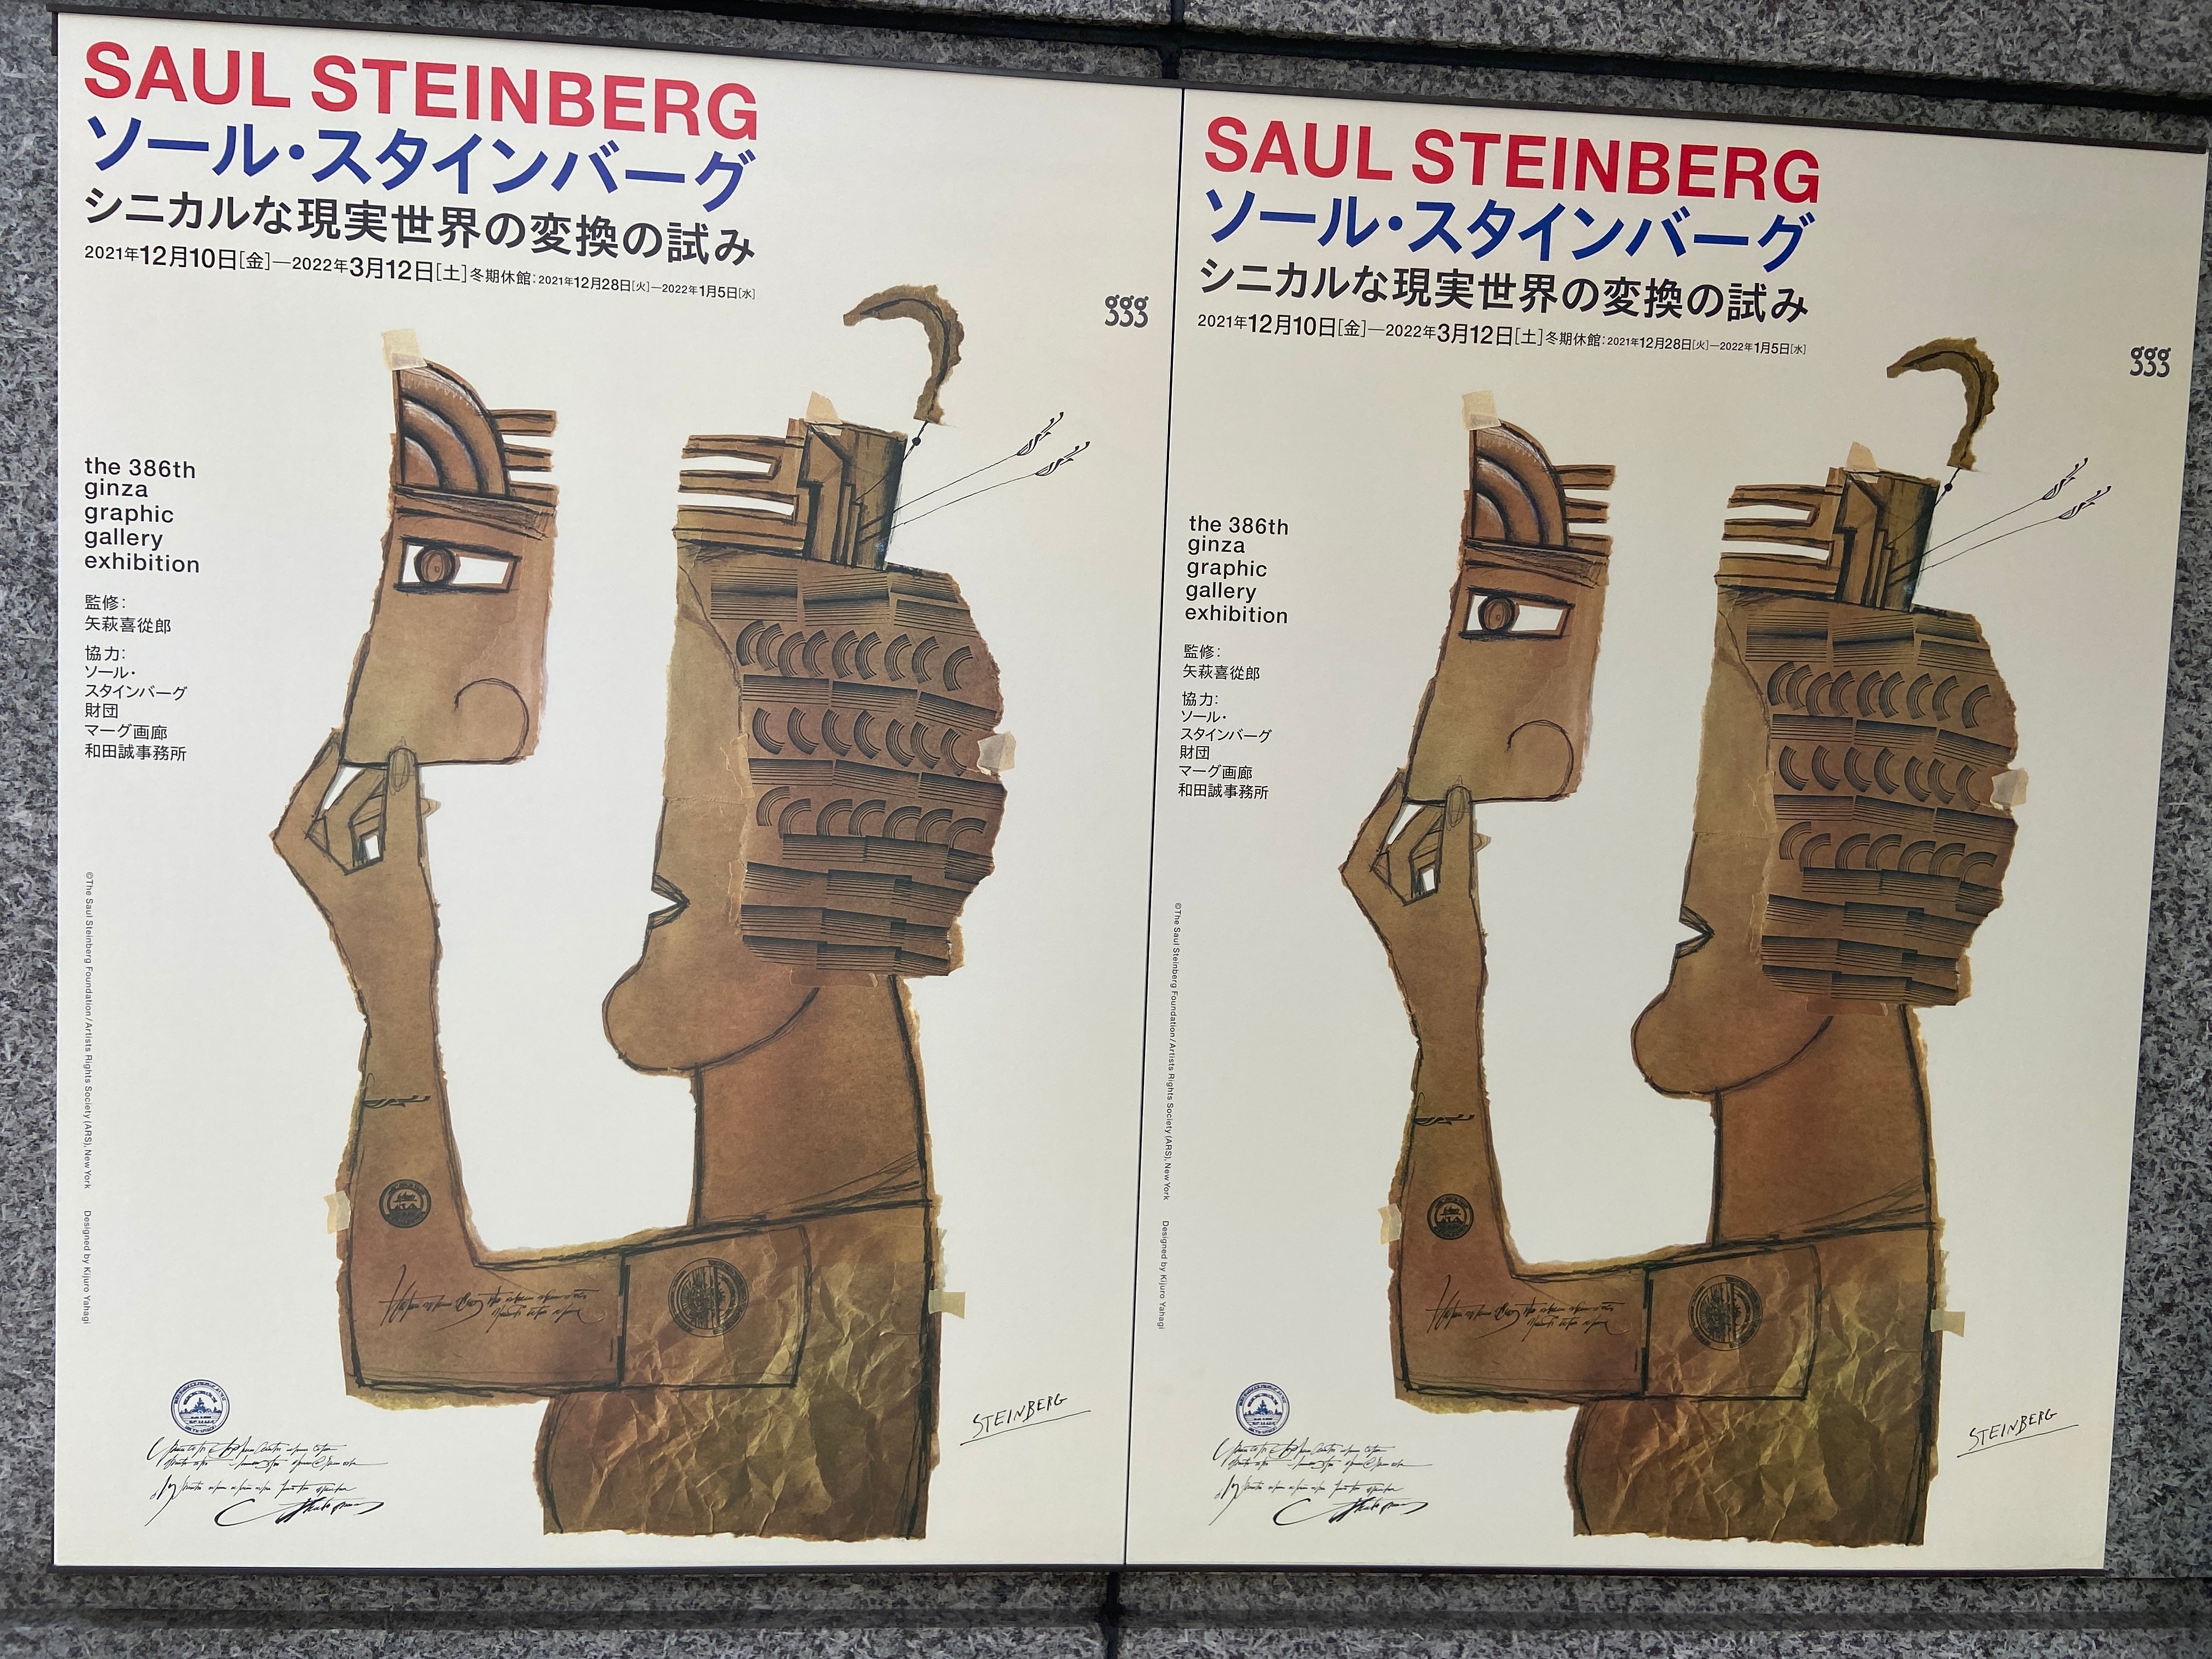 SAUL STEINBERG
ソール・スタインバーグ
シニカルな現実世界の変換の試み
2021年12月10日[金]—2022年3月12日[土] 冬期休館：2021年12月28日[火]—2022年1月5日[水]
ggg
the 386th
ginza
graphic
gallery
exhibition
監修：
矢萩喜從郎
協力：
ソール・
スタインバーグ
財団
マーグ画廊
和田誠事務所
©The Saul Steinberg Foundation/Artists Rights Society (ARS), New York Designed by Kijuro Yahagi
STEINBERG
SAUL STEINBERG
ソール・スタインバーグ
シニカルな現実世界の変換の試み
2021年12月10日[金]—2022年3月12日[土] 冬期休館：2021年12月28日[火]—2022年1月5日[水]
ggg
the 386th
ginza
graphic
gallery
exhibition
監修：
矢萩喜從郎
協力：
ソール・
スタインバーグ
財団
マーグ画廊
和田誠事務所
©The Saul Steinberg Foundation/Artists Rights Society (ARS), New York Designed by Kijuro Yahagi
STEINBERG